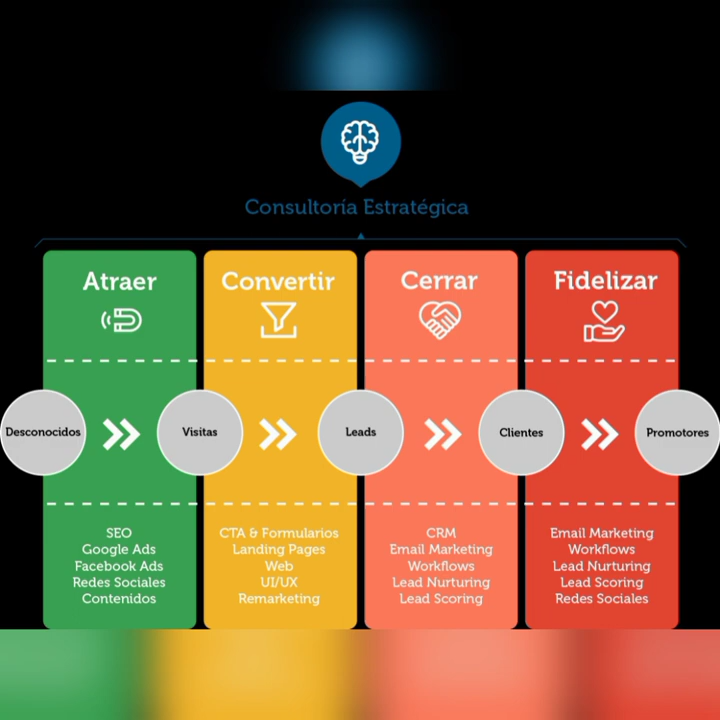 Consultoría Estratégica
Atraer
Convertir
Cerrar
Fidelizar
Desconocidos
Visitas
Leads
Clientes
Promotores
SEO
Google Ads
Facebook Ads
Redes Sociales
Contenidos
CTA & Formularios
Landing Pages
Web
UI/UX
Remarketing
CRM
Email Marketing
Workflows
Lead Nurturing
Lead Scoring
Email Marketing
Workflows
Lead Nurturing
Lead Scoring
Redes Sociales